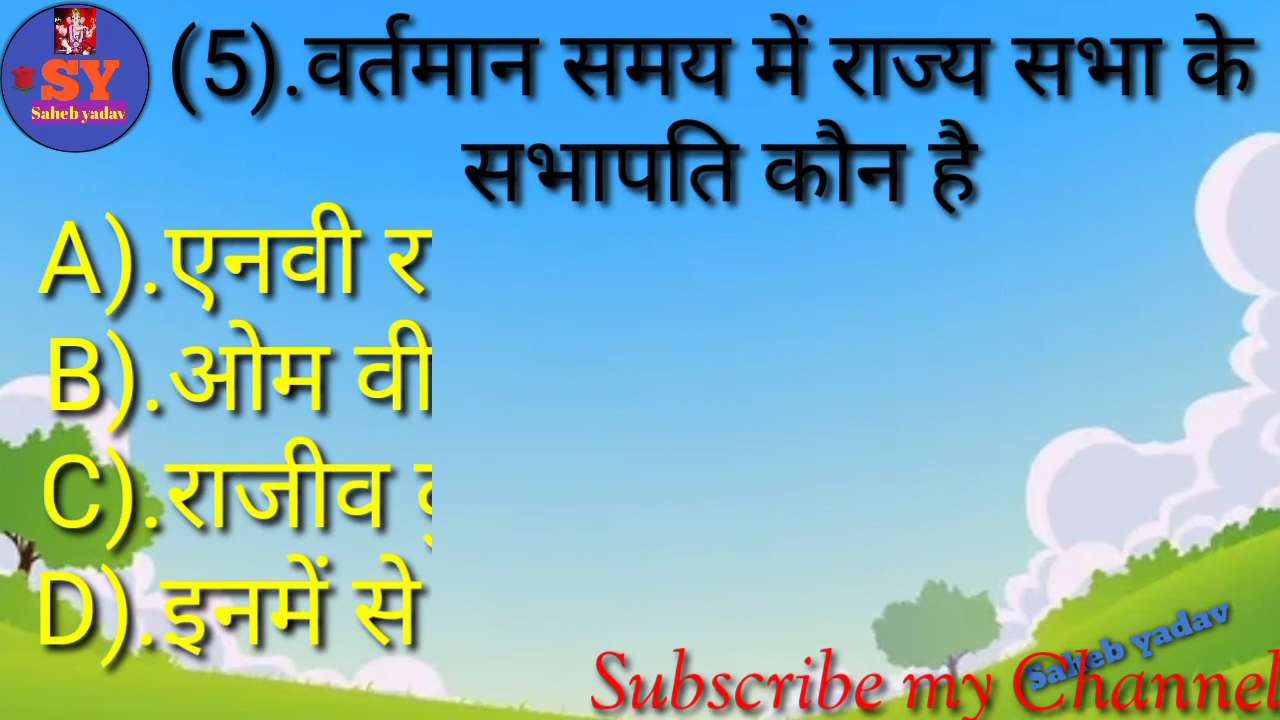 SY
Saheb yadav
(5).वर्तमान समय में राज्य सभा के
सभापति कौन है
A).एनवी र
B).ओम वी
C).राजीव
D).इनमें से
Saheb yadav
Subscribe my Channel